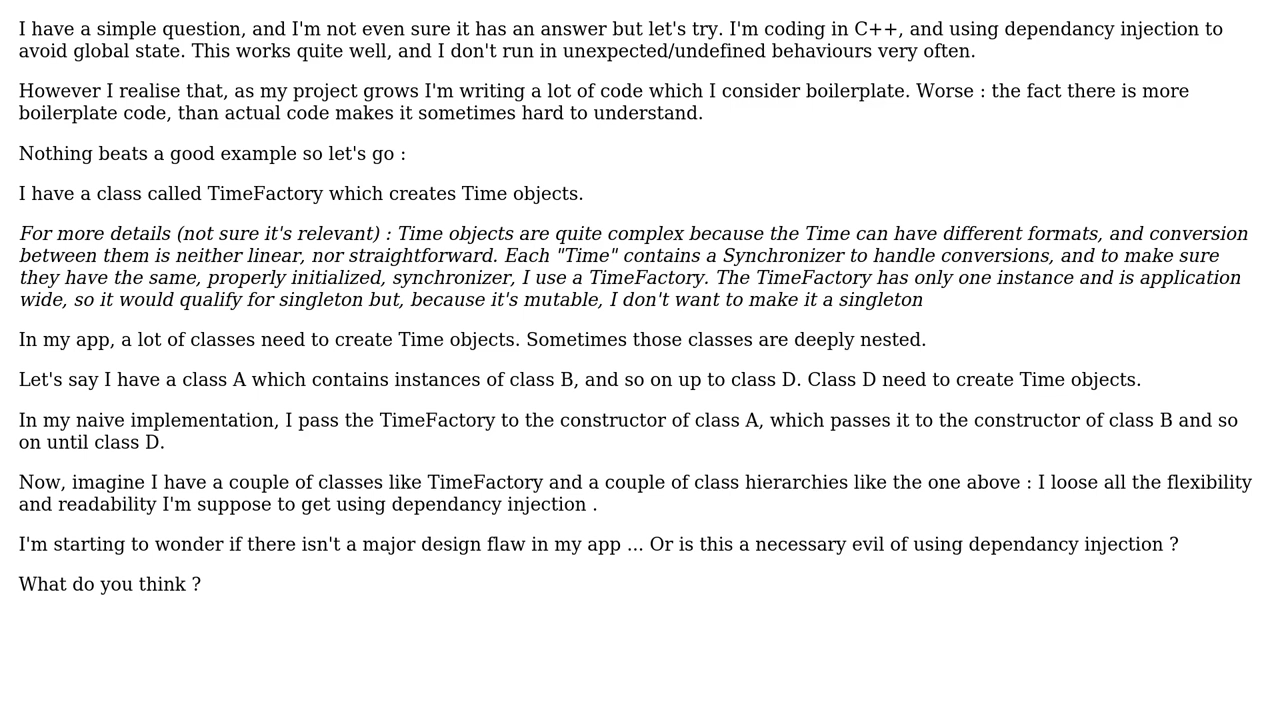 I have a simple question, and I'm not even sure it has an answer but let's try. I'm coding in C++, and using dependancy injection to
avoid global state. This works quite well, and I don't run in unexpected/undefined behaviours very often.
However I realise that, as my project grows I'm writing a lot of code which I consider boilerplate. Worse : the fact there is more
boilerplate code, than actual code makes it sometimes hard to understand.
Nothing beats a good example so let's go :
I have a class called TimeFactory which creates Time objects.
For more details (not sure it's relevant) : Time objects are quite complex because the Time can have different formats, and conversion
between them is neither linear, nor straightforward. Each "Time" contains a Synchronizer to handle conversions, and to make sure
they have the same, properly initialized, synchronizer, I use a TimeFactory. The TimeFactory has only one instance and is application
wide, so it would qualify for singleton but, because it's mutable, I don't want to make it a singleton
In my app, a lot of classes need to create Time objects. Sometimes those classes are deeply nested.
Let's say I have a class A which contains instances of class B, and so on up to class D. Class D need to create Time objects.
In my naive implementation, I pass the TimeFactory to the constructor of class A, which passes it to the constructor of class B and so
on until class D.
Now, imagine I have a couple of classes like TimeFactory and a couple of class hierarchies like the one above : I loose all the flexibility
and readability I'm suppose to get using dependancy injection .
I'm starting to wonder if there isn't a major design flaw in my app ... Or is this a necessary evil of using dependancy injection ?
What do you think ?